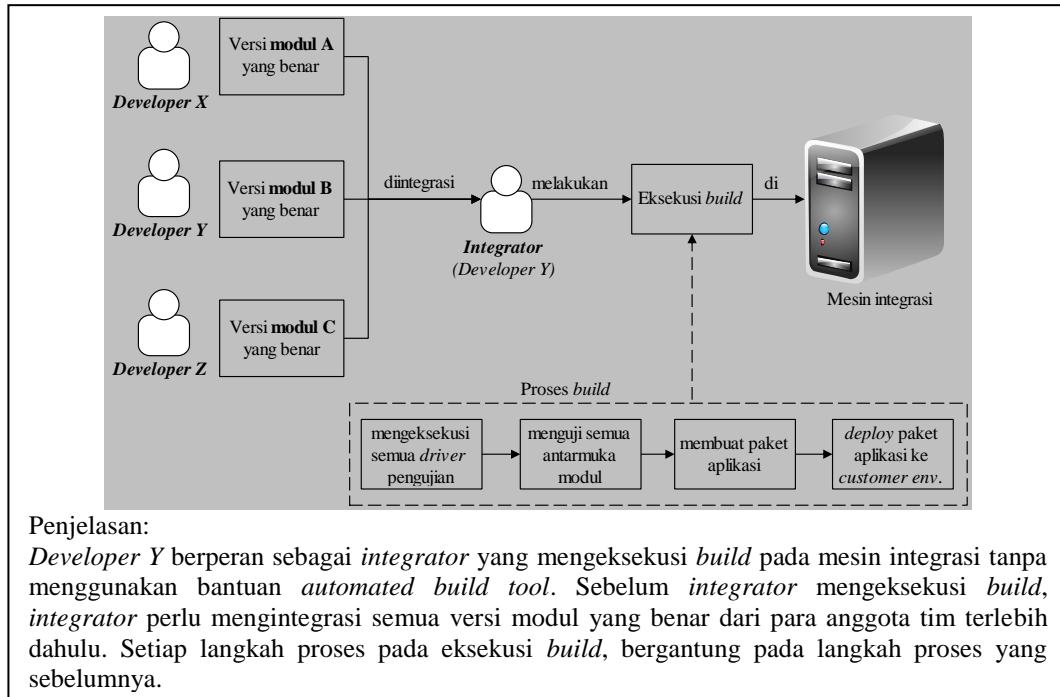 Versi modul A
yang benar
Developer X
Versi modul B
yang benar
Developer Y
Versi modul C
yang benar
Developer Z
diintegrasi
Integrator
(Developer Y)
melakukan
Eksekusi build
di
Mesin integrasi
Proses build
mengeksekusi
semua driver
pengujian
menguji semua
antarmuka
modul
membuat paket
aplikasi
deploy paket
aplikasi ke
customer env.
Penjelasan:
Developer Y berperan sebagai integrator yang mengeksekusi build pada mesin integrasi tanpa
menggunakan bantuan automated build tool. Sebelum integrator mengeksekusi build,
integrator perlu mengintegrasi semua versi modul yang benar dari para anggota tim terlebih
dahulu. Setiap langkah proses pada eksekusi build, bergantung pada langkah proses yang
sebelumnya.